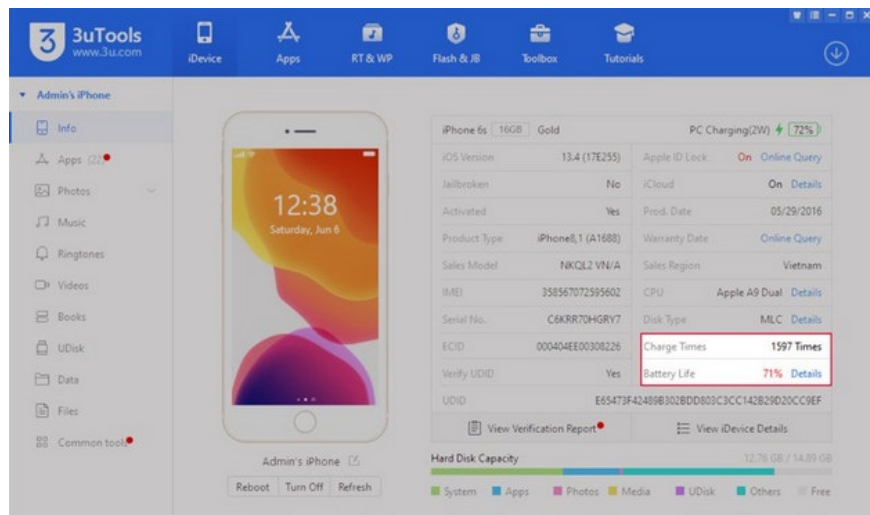 3uTools
www.3u.com
iDevice
Apps
RT & WP
Flash & JB
Toolbox
Tutorials
Admin's iPhone
Info
Apps (22)
Photos
Music
Ringtones
Videos
Books
UDisk
Data
Files
Common tools
12:38
Saturday, Jun 6
Admin's iPhone
Reboot Turn Off Refresh
iPhone 6s 16GB Gold PC Charging(2W) 72%
iOS Version 13.4 (17E255) Apple ID Lock On Online Query
Jailbroken No iCloud On Details
Activated Yes Prod. Date 05/29/2016
Product Type iPhone8,1 (A1688) Warranty Date Online Query
Sales Model NKQL2 VN/A Sales Region Vietnam
IMEI 358567072595602 CPU Apple A9 Dual Details
Serial No. C6KRR70HGRY7 Disk Type MLC Details
ECID 000404EE00308226 Charge Times 1597 Times
Verify UDID Yes Battery Life 71% Details
UDID E65473F42489B302BDD803C3CC142B29D20CC9EF
View Verification Report View iDevice Details
Hard Disk Capacity 12.76 GB / 14.89 GB
System Apps Photos Media UDisk Others Free